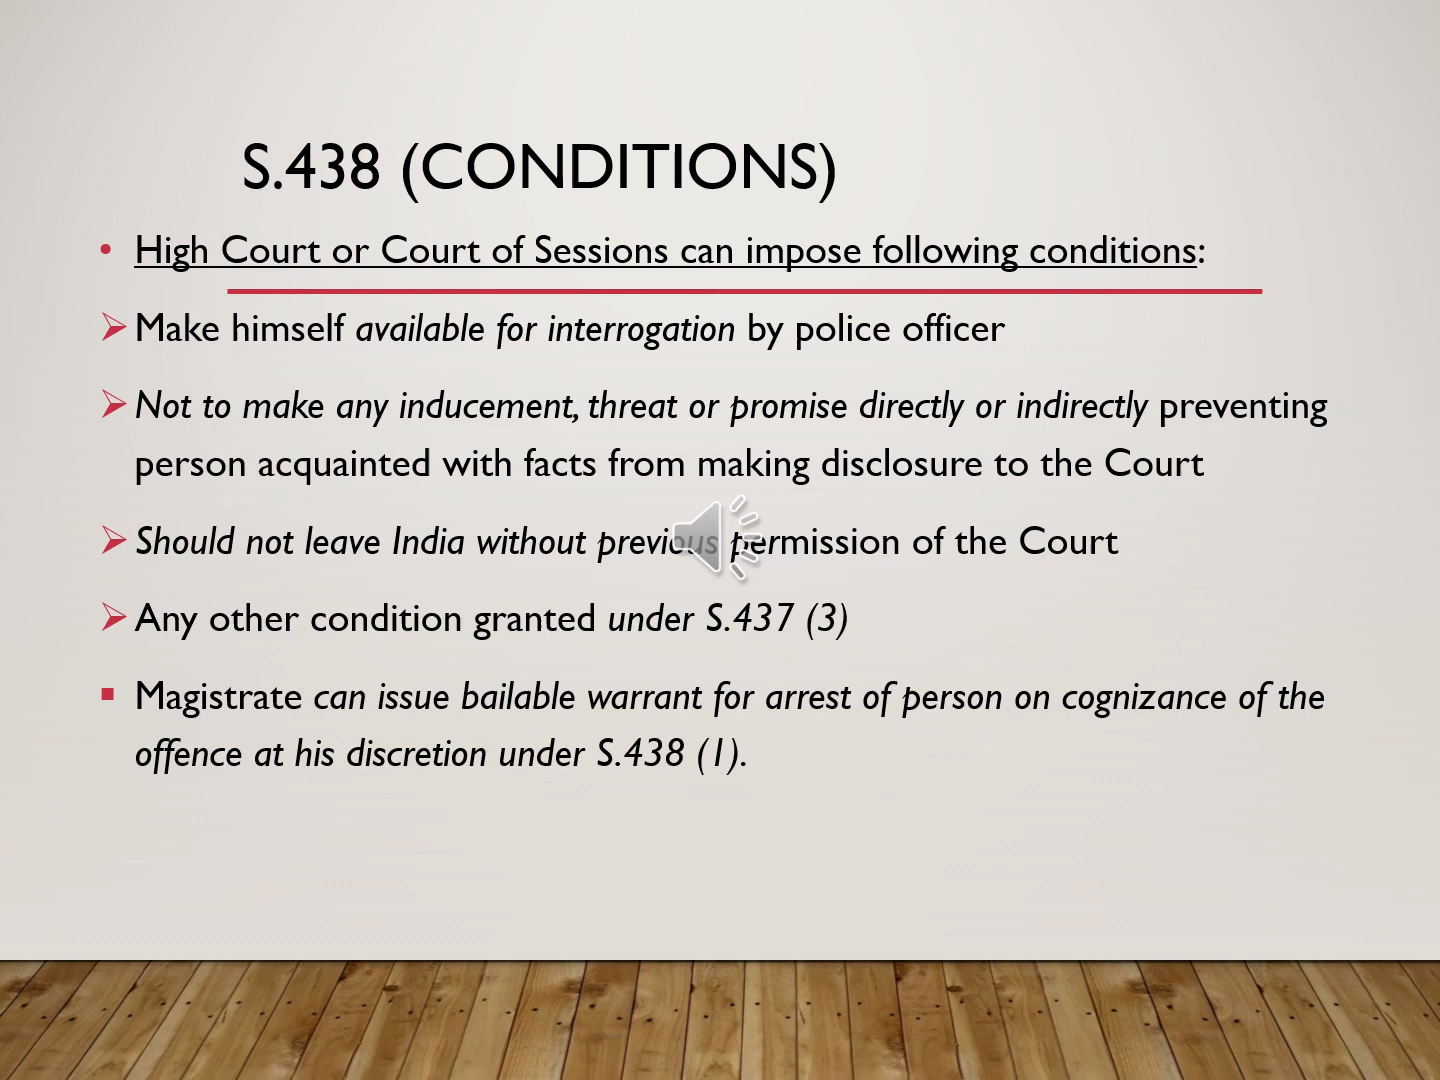 S.438 (CONDITIONS)
• High Court or Court of Sessions can impose following conditions:
➢ Make himself available for interrogation by police officer
➢ Not to make any inducement, threat or promise directly or indirectly preventing
person acquainted with facts from making disclosure to the Court
➢ Should not leave India without previous permission of the Court
➢ Any other condition granted under S.437 (3)
▪ Magistrate can issue bailable warrant for arrest of person on cognizance of the
offence at his discretion under S.438 (1).